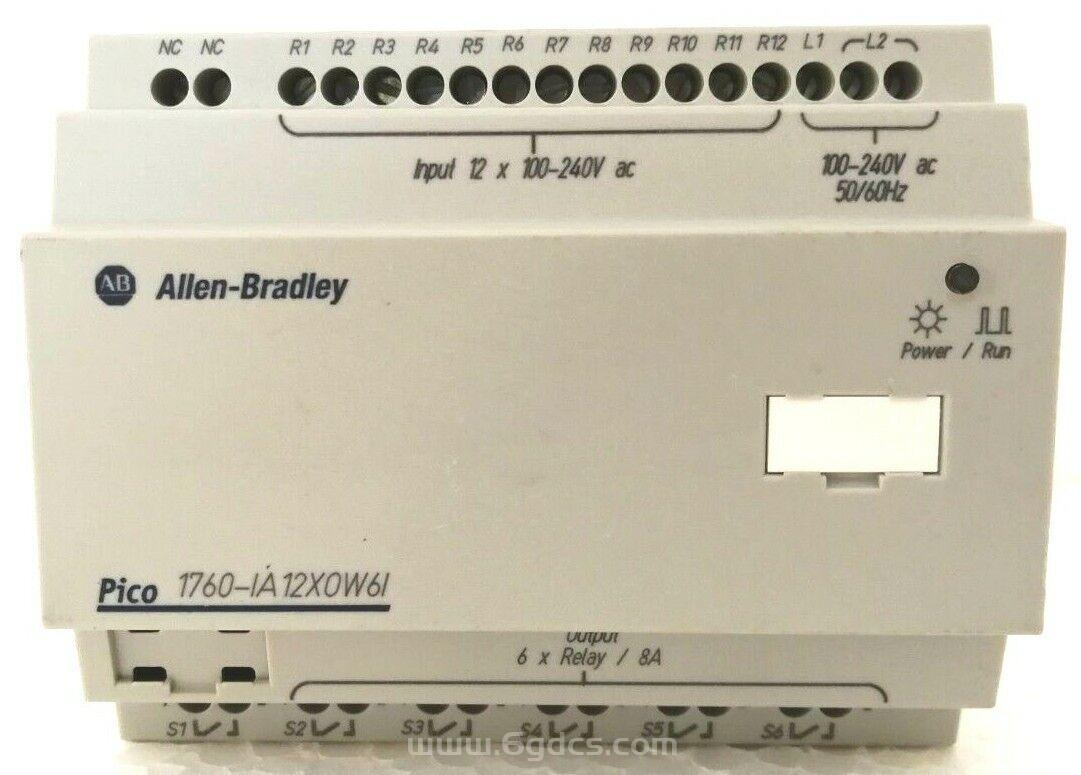 NC NC R1 R2 R3 R4 R5 R6 R7 R8 R9 R10 R11 R12 L1 L2
Input 12 x 100-240V ac
100-240V ac
50/60Hz
AB Allen-Bradley
Power / Run
Pico 1760-IA12XOW6I
Output
6 x Relay / 8A
S1 S2 S3 S4 S5 S6
www.6gdcs.com